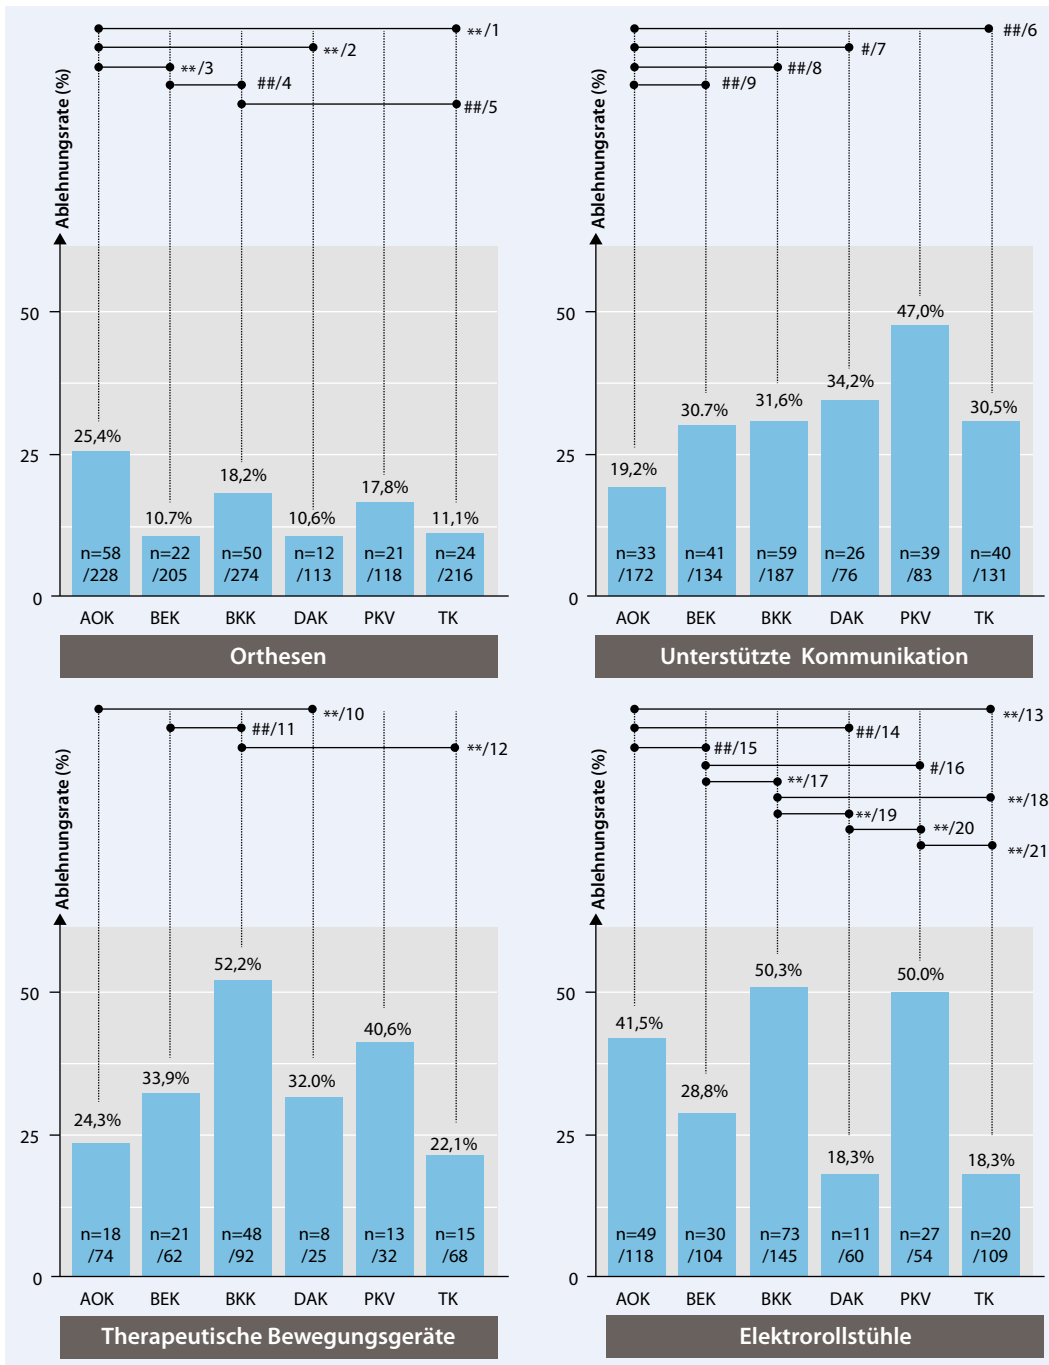 **/1
**/2
**/3
##/4
##/5
Ablehnungsrate (%)
50
25
0
25,4%
10.7%
18,2%
10,6%
17,8%
11,1%
n=58 n=22 n=50 n=12 n=21 n=24
/228 /205 /274 /113 /118 /216
AOK BEK BKK DAK PKV TK
Orthesen
##/6
#/7
##/8
##/9
Ablehnungsrate (%)
50
25
0
19,2%
30.7%
31,6%
34,2%
47,0%
30,5%
n=33 n=41 n=59 n=26 n=39 n=40
/172 /134 /187 /76 /83 /131
AOK BEK BKK DAK PKV TK
Unterstützte Kommunikation
**/10
##/11
**/12
Ablehnungsrate (%)
50
25
0
24,3%
33,9%
52,2%
32.0%
40,6%
22,1%
n=18 n=21 n=48 n=8 n=13 n=15
/74 /62 /92 /25 /32 /68
AOK BEK BKK DAK PKV TK
Therapeutische Bewegungsgeräte
**/13
##/14
##/15
#/16
**/17
**/18
**/19
**/20
**/21
Ablehnungsrate (%)
50
25
0
41,5%
28,8%
50,3%
18,3%
50.0%
18,3%
n=49 n=30 n=73 n=11 n=27 n=20
/118 /104 /145 /60 /54 /109
AOK BEK BKK DAK PKV TK
Elektrorollstühle